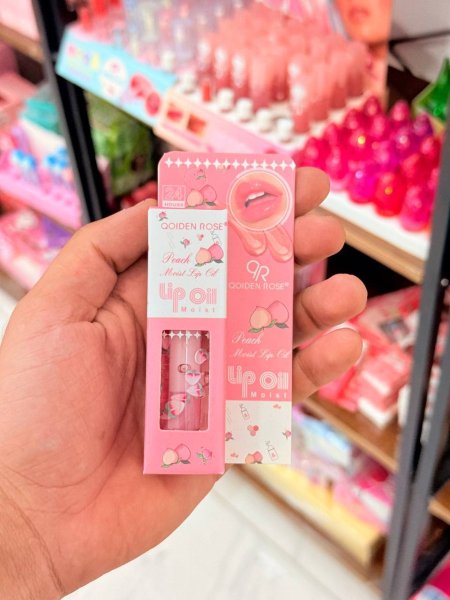 24
HOURS
QOIDEN ROSE®
Peach
Moist Lip Oil
Lip Oil
Moist
QR
QOIDEN ROSE®
Peach
Moist Lip Oil
Lip Oil
Moist